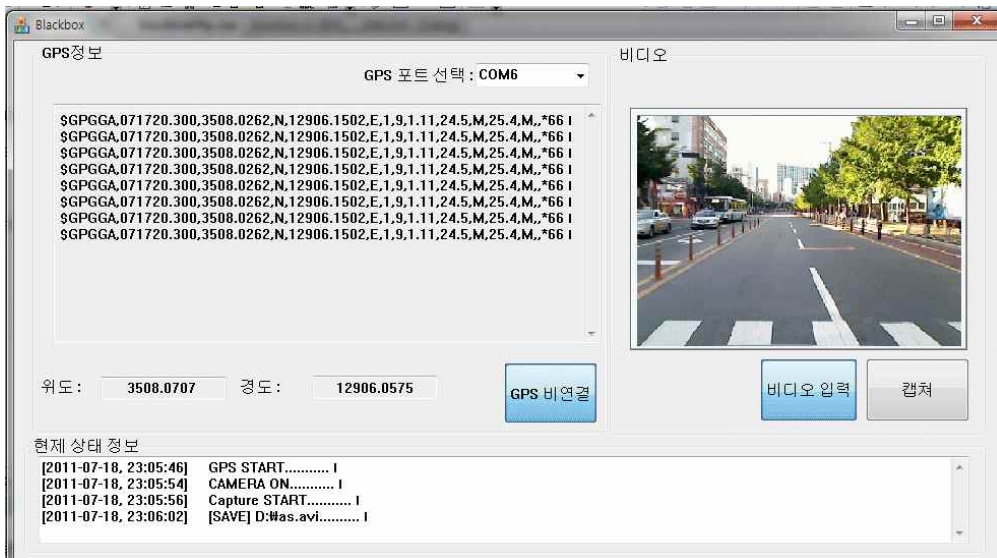 Blackbox
GPS정보
GPS 포트 선택 : COM6
$GPGGA,071720.300,3508.0262,N,12906.1502,E,1,9,1.11,24.5,M,25.4,M,,*66 l
$GPGGA,071720.300,3508.0262,N,12906.1502,E,1,9,1.11,24.5,M,25.4,M,,*66 l
$GPGGA,071720.300,3508.0262,N,12906.1502,E,1,9,1.11,24.5,M,25.4,M,,*66 l
$GPGGA,071720.300,3508.0262,N,12906.1502,E,1,9,1.11,24.5,M,25.4,M,,*66 l
$GPGGA,071720.300,3508.0262,N,12906.1502,E,1,9,1.11,24.5,M,25.4,M,,*66 l
$GPGGA,071720.300,3508.0262,N,12906.1502,E,1,9,1.11,24.5,M,25.4,M,,*66 l
$GPGGA,071720.300,3508.0262,N,12906.1502,E,1,9,1.11,24.5,M,25.4,M,,*66 l
$GPGGA,071720.300,3508.0262,N,12906.1502,E,1,9,1.11,24.5,M,25.4,M,,*66 l
위도 : 3508.0707 경도 : 12906.0575
GPS 비연결
비디오
비디오 입력
캡쳐
현제 상태 정보
[2011-07-18, 23:05:46] GPS START........... l
[2011-07-18, 23:05:54] CAMERA ON........... l
[2011-07-18, 23:05:56] Capture START........... l
[2011-07-18, 23:06:02] [SAVE] D:₩as.avi.......... l